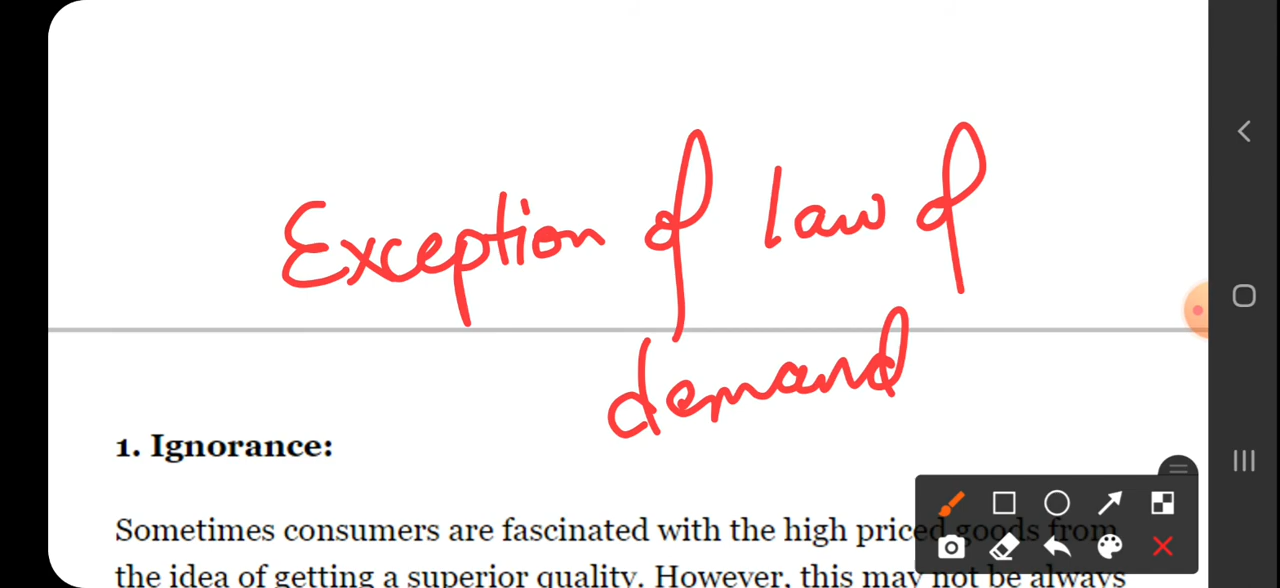 Exception of law of
demand
1. Ignorance:
Sometimes consumers are fascinated with the high priced goods from
the idea of getting a superior quality. However, this may not be always